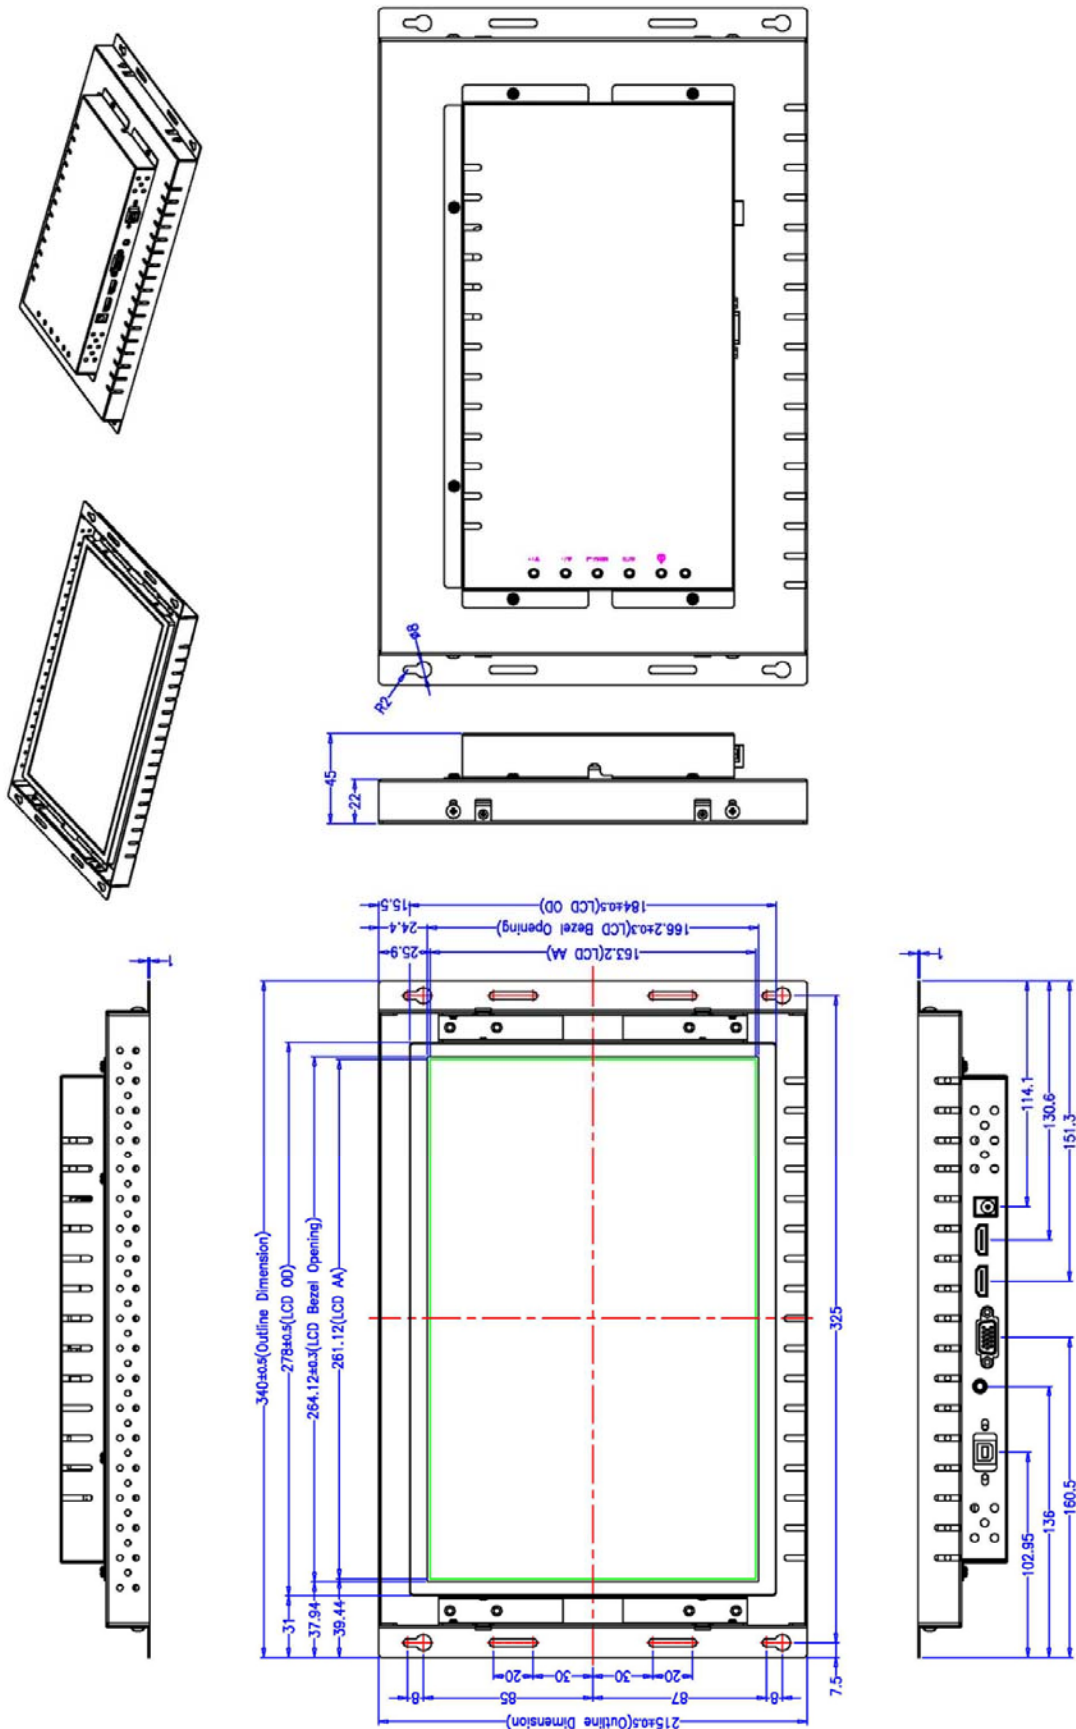 φ8
R2
45
22
15.5
184±0.5(LCD OD)
24.4
166.2±0.3(LCD Bezel Opening)
25.9
163.2(LCD AA)
1
1
340±0.5(Outline Dimension)
278±0.5(LCD OD)
264.12±0.3(LCD Bezel Opening)
261.12(LCD AA)
31
37.94
39.44
325
7.5
20
30
30
20
8
85
87
8
215±0.5(Outline Dimension)
114.1
130.6
151.3
102.95
136
160.5